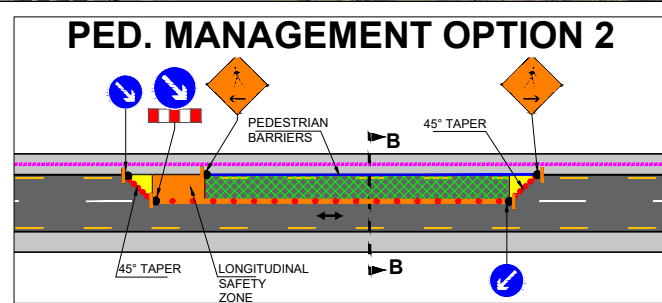 PED. MANAGEMENT OPTION 2
PEDESTRIAN
BARRIERS
B
45° TAPER
45° TAPER
LONGITUDINAL
SAFETY
ZONE
B